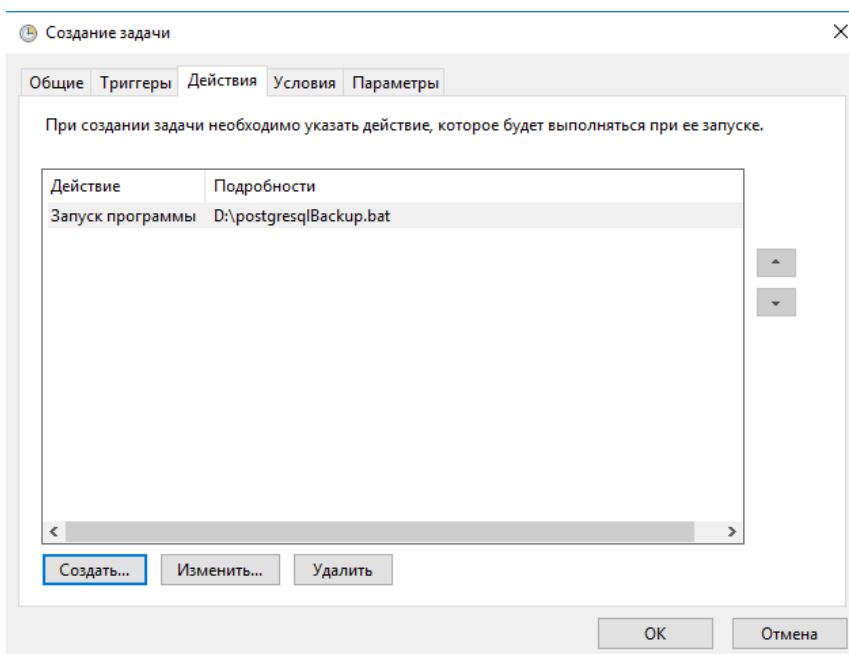 Создание задачи
Общие Триггеры Действия Условия Параметры
При создании задачи необходимо указать действие, которое будет выполняться при ее запуске.
Действие Подробности
Запуск программы D:\postgresqlBackup.bat
Создать... Изменить... Удалить
ОК Отмена